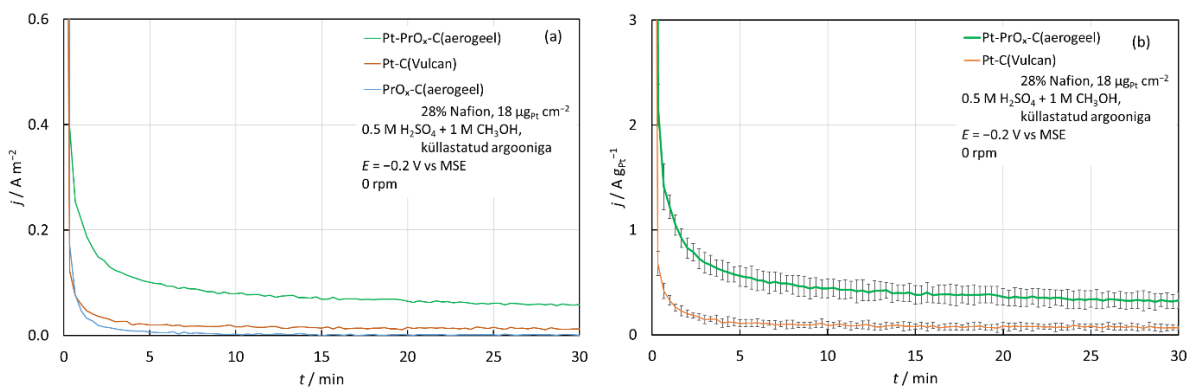 (a)
0.6
0.4
0.2
0.0
j / A m⁻²
Pt-PrOₓ-C(aerogeel)
Pt-C(Vulcan)
PrOₓ-C(aerogeel)
28% Nafion, 18 µgPt cm⁻²
0.5 M H₂SO₄ + 1 M CH₃OH,
küllastatud argooniga
E = −0.2 V vs MSE
0 rpm
0 5 10 15 20 25 30
t / min
(b)
3
2
1
0
j / A gPt⁻¹
Pt-PrOₓ-C(aerogeel)
Pt-C(Vulcan)
28% Nafion, 18 µgPt cm⁻²
0.5 M H₂SO₄ + 1 M CH₃OH,
küllastatud argooniga
E = −0.2 V vs MSE
0 rpm
0 5 10 15 20 25 30
t / min